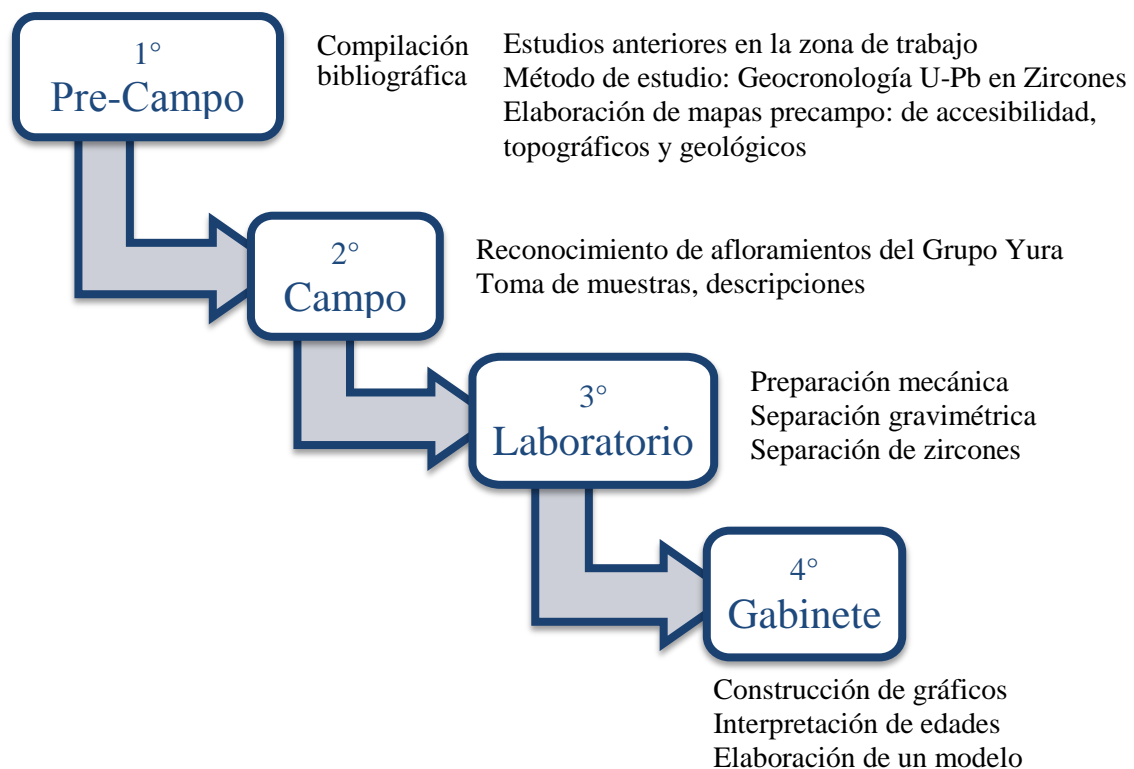 1°
Pre-Campo
Compilación
bibliográfica
Estudios anteriores en la zona de trabajo
Método de estudio: Geocronología U-Pb en Zircones
Elaboración de mapas precampo: de accesibilidad,
topográficos y geológicos
2°
Campo
Reconocimiento de afloramientos del Grupo Yura
Toma de muestras, descripciones
3°
Laboratorio
Preparación mecánica
Separación gravimétrica
Separación de zircones
4°
Gabinete
Construcción de gráficos
Interpretación de edades
Elaboración de un modelo